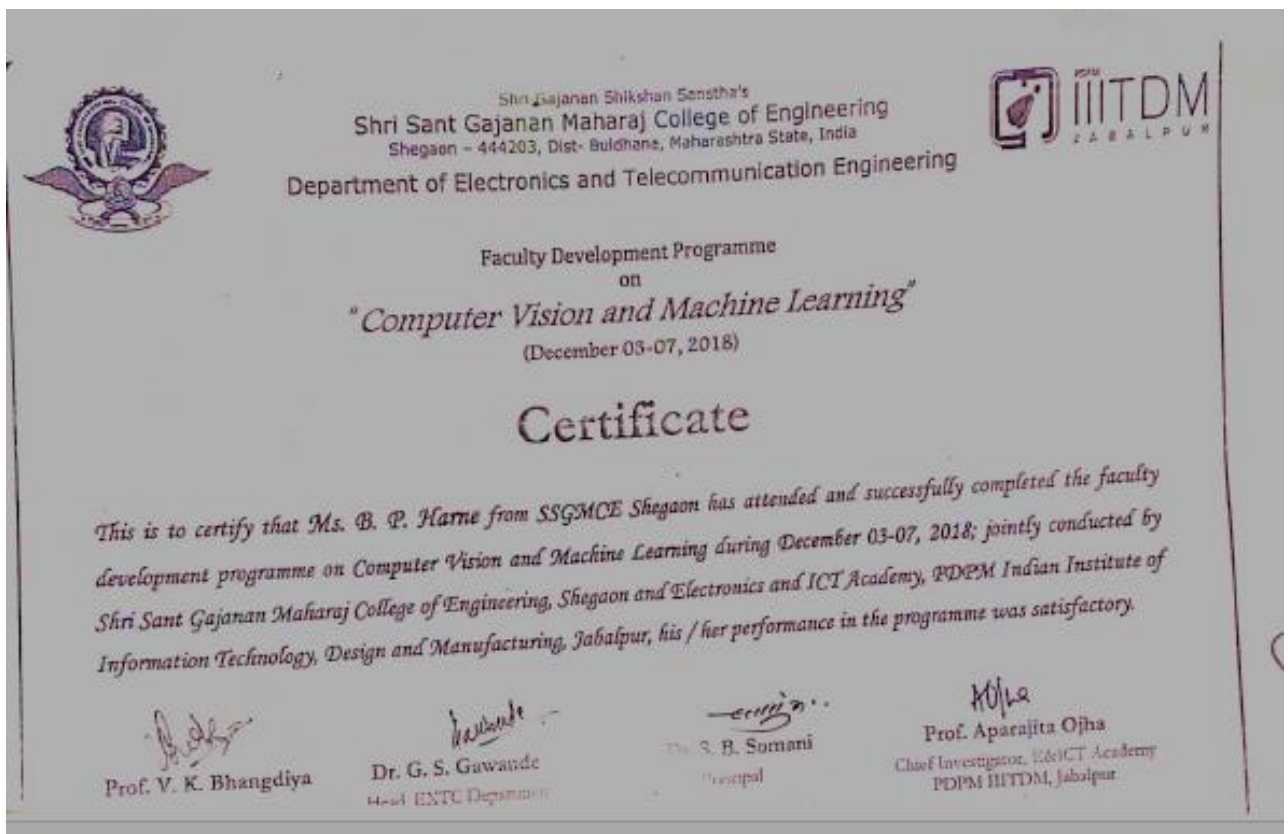 Shri Gajanan Shikshan Sanstha's
Shri Sant Gajanan Maharaj College of Engineering
Shegaon – 444203, Dist- Buldhana, Maharashtra State, India
Department of Electronics and Telecommunication Engineering
PDPM
IIITDM
JABALPUR
Faculty Development Programme
on
"Computer Vision and Machine Learning"
(December 03-07, 2018)
Certificate
This is to certify that Ms. B. P. Harne from SSGMCE Shegaon has attended and successfully completed the faculty
development programme on Computer Vision and Machine Learning during December 03-07, 2018; jointly conducted by
Shri Sant Gajanan Maharaj College of Engineering, Shegaon and Electronics and ICT Academy, PDPM Indian Institute of
Information Technology, Design and Manufacturing, Jabalpur, his / her performance in the programme was satisfactory.
Prof. V. K. Bhangdiya
Dr. G. S. Gawande
Head EXTC Department
Dr. S. B. Somani
Principal
Prof. Aparajita Ojha
Chief Investigator, E&ICT Academy
PDPM IIITDM, Jabalpur